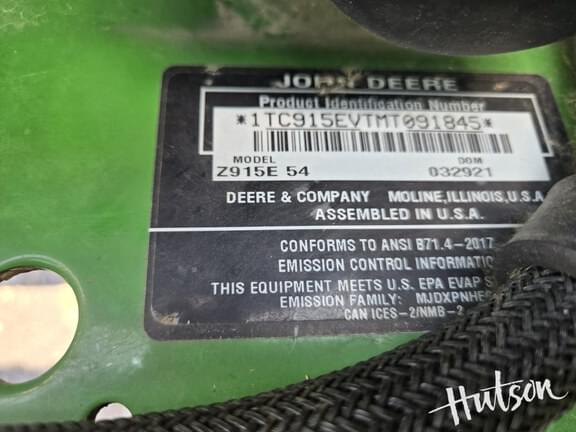 JOHN DEERE
Product Identification Number
*1TC915EVTMT091845*
MODEL DOM
Z915E 54 032921
DEERE & COMPANY MOLINE, ILLINOIS, U.S.A
ASSEMBLED IN U.S.A.
CONFORMS TO ANSI B71.4-2017
EMISSION CONTROL INFORMATIO
THIS EQUIPMENT MEETS U.S. EPA EVAP S
EMISSION FAMILY: MJDXPNHE
CAN ICES-2/NMB-2
Hutson